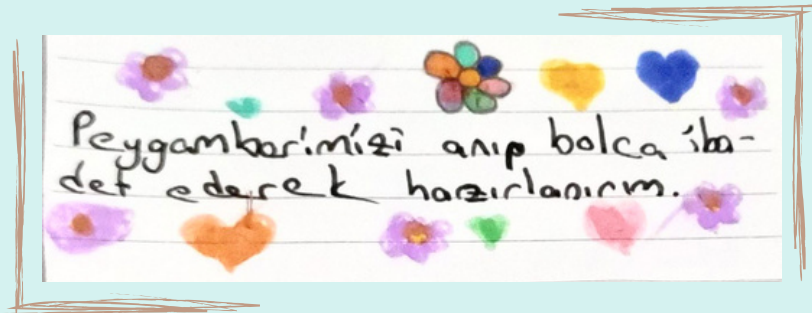 Peygamberimizi anıp bolca iba-
det ederek hazırlanırım.